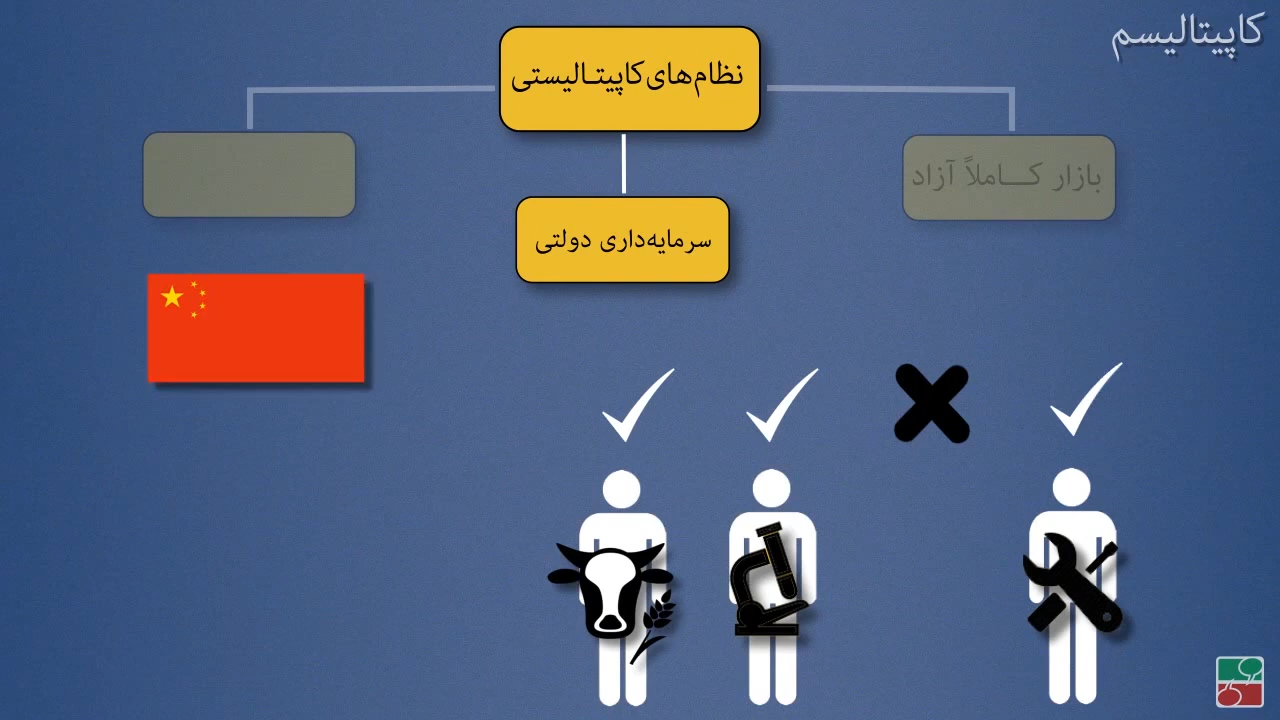 کاپیتالیسم
نظام‌های کاپیتالیستی
بازار کاملاً آزاد
سرمایه‌داری دولتی